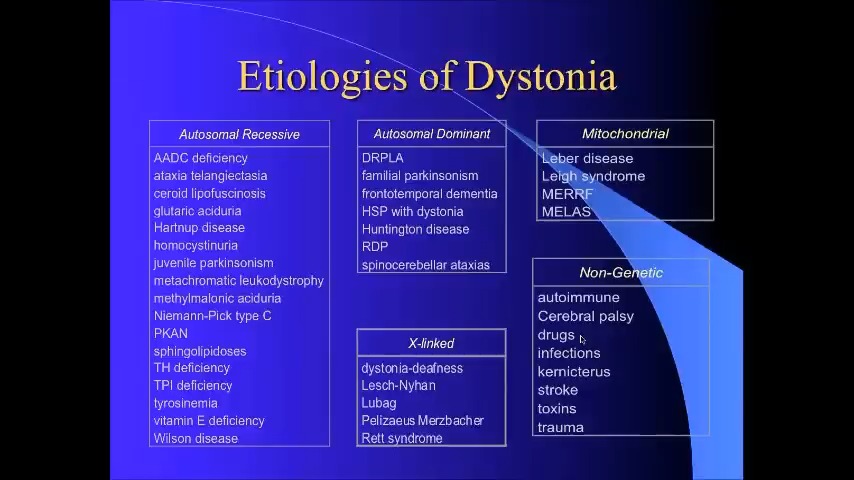 Etiologies of Dystonia
Autosomal Recessive
AADC deficiency
ataxia telangiectasia
ceroid lipofuscinosis
glutaric aciduria
Hartnup disease
homocystinuria
juvenile parkinsonism
metachromatic leukodystrophy
methylmalonic aciduria
Niemann-Pick type C
PKAN
sphingolipidoses
TH deficiency
TPI deficiency
tyrosinemia
vitamin E deficiency
Wilson disease
Autosomal Dominant
DRPLA
familial parkinsonism
frontotemporal dementia
HSP with dystonia
Huntington disease
RDP
spinocerebellar ataxias
X-linked
dystonia-deafness
Lesch-Nyhan
Lubag
Pelizaeus Merzbacher
Rett syndrome
Mitochondrial
Leber disease
Leigh syndrome
MERRF
MELAS
Non-Genetic
autoimmune
Cerebral palsy
drugs
infections
kernicterus
stroke
toxins
trauma